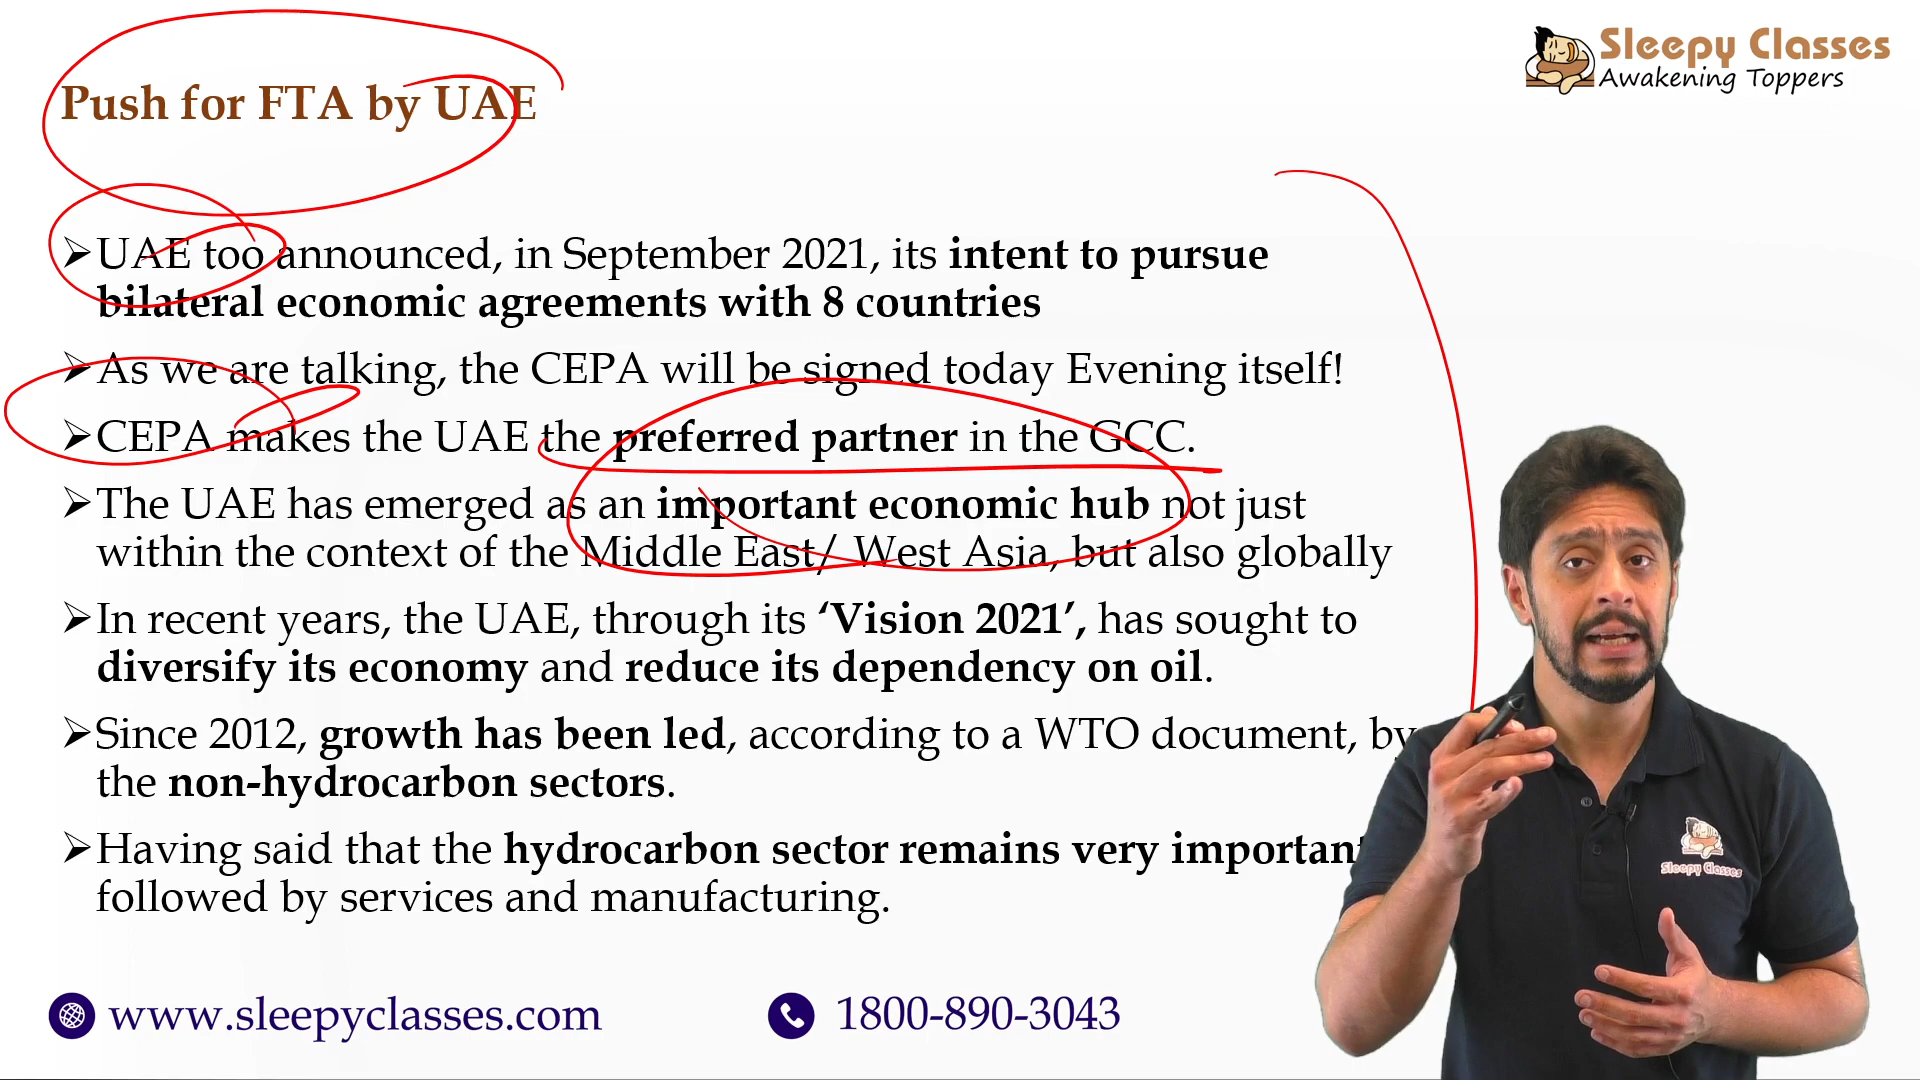 Sleepy Classes
Awakening Toppers
Push for FTA by UAE
➢UAE too announced, in September 2021, its intent to pursue
bilateral economic agreements with 8 countries
➢As we are talking, the CEPA will be signed today Evening itself!
➢CEPA makes the UAE the preferred partner in the GCC.
➢The UAE has emerged as an important economic hub not just
within the context of the Middle East/ West Asia, but also globally
➢In recent years, the UAE, through its ‘Vision 2021’, has sought to
diversify its economy and reduce its dependency on oil.
➢Since 2012, growth has been led, according to a WTO document, by
the non-hydrocarbon sectors.
➢Having said that the hydrocarbon sector remains very important
followed by services and manufacturing.
Sleepy Classes
www.sleepyclasses.com
1800-890-3043